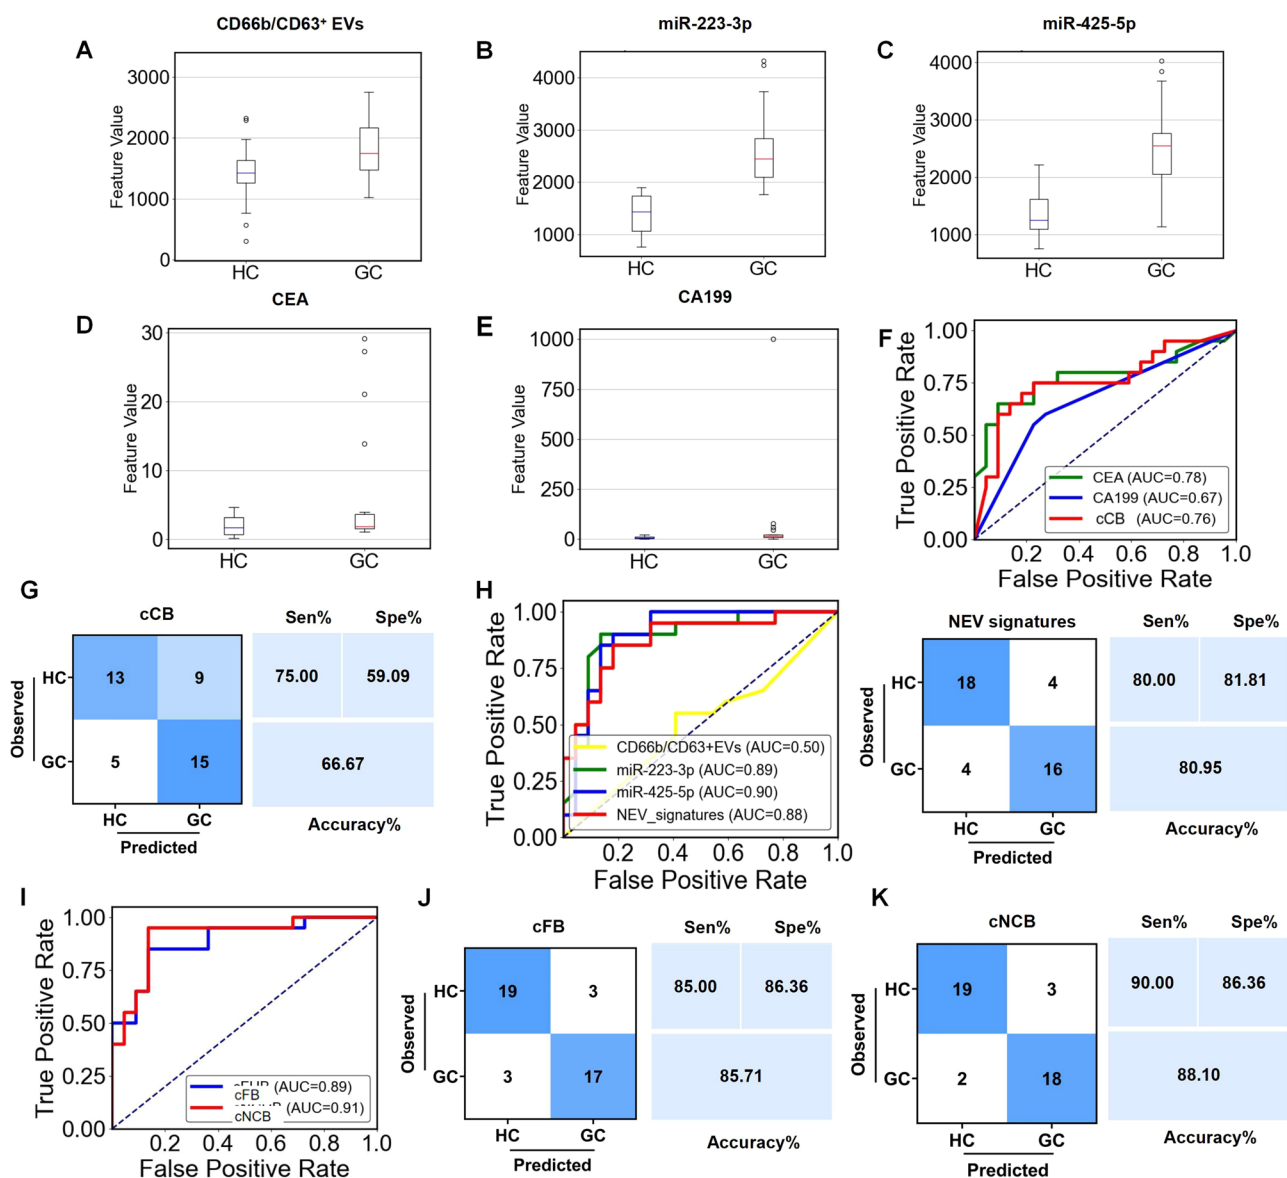 CD66b/CD63⁺ EVs
miR-223-3p
miR-425-5p
A
Feature Value
3000
2000
1000
0
HC
GC
B
Feature Value
4000
3000
2000
1000
HC
GC
C
Feature Value
4000
3000
2000
1000
HC
GC
CEA
CA199
D
Feature Value
30
20
10
0
HC
GC
E
Feature Value
1000
750
500
250
0
HC
GC
F
True Positive Rate
1.00
0.75
0.50
0.25
0.00
CEA (AUC=0.78)
CA199 (AUC=0.67)
cCB (AUC=0.76)
0.2 0.4 0.6 0.8 1.0
False Positive Rate
G
cCB
Sen% Spe%
Observed
HC
13 9
75.00 59.09
GC
5 15
66.67
HC GC
Accuracy%
Predicted
H
True Positive Rate
1.00
0.75
0.50
0.25
0.00
CD66b/CD63+EVs (AUC=0.50)
miR-223-3p (AUC=0.89)
miR-425-5p (AUC=0.90)
NEV_signatures (AUC=0.88)
0.2 0.4 0.6 0.8 1.0
False Positive Rate
NEV signatures
Sen% Spe%
Observed
HC
18 4
80.00 81.81
GC
4 16
80.95
HC GC
Accuracy%
Predicted
I
True Positive Rate
1.00
0.75
0.50
0.25
0.00
(AUC=0.89)
cFB
(AUC=0.91)
cNCB
0.2 0.4 0.6 0.8 1.0
False Positive Rate
J
cFB
Sen% Spe%
Observed
HC
19 3
85.00 86.36
GC
3 17
85.71
HC GC
Accuracy%
Predicted
K
cNCB
Sen% Spe%
Observed
HC
19 3
90.00 86.36
GC
2 18
88.10
HC GC
Accuracy%
Predicted